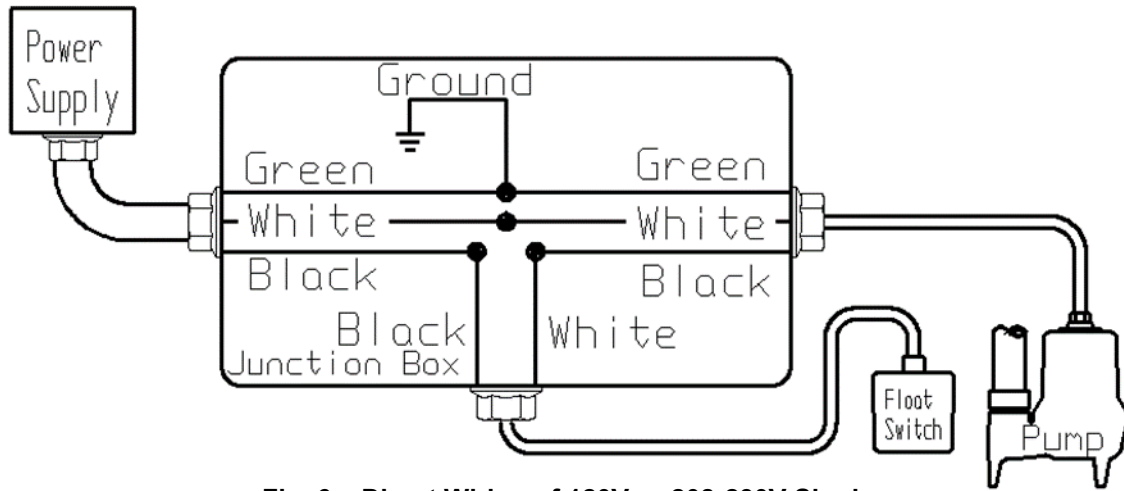 Power
Supply
Ground
Green
Green
White
White
Black
Black
Black
White
Junction Box
Float
Switch
Pump